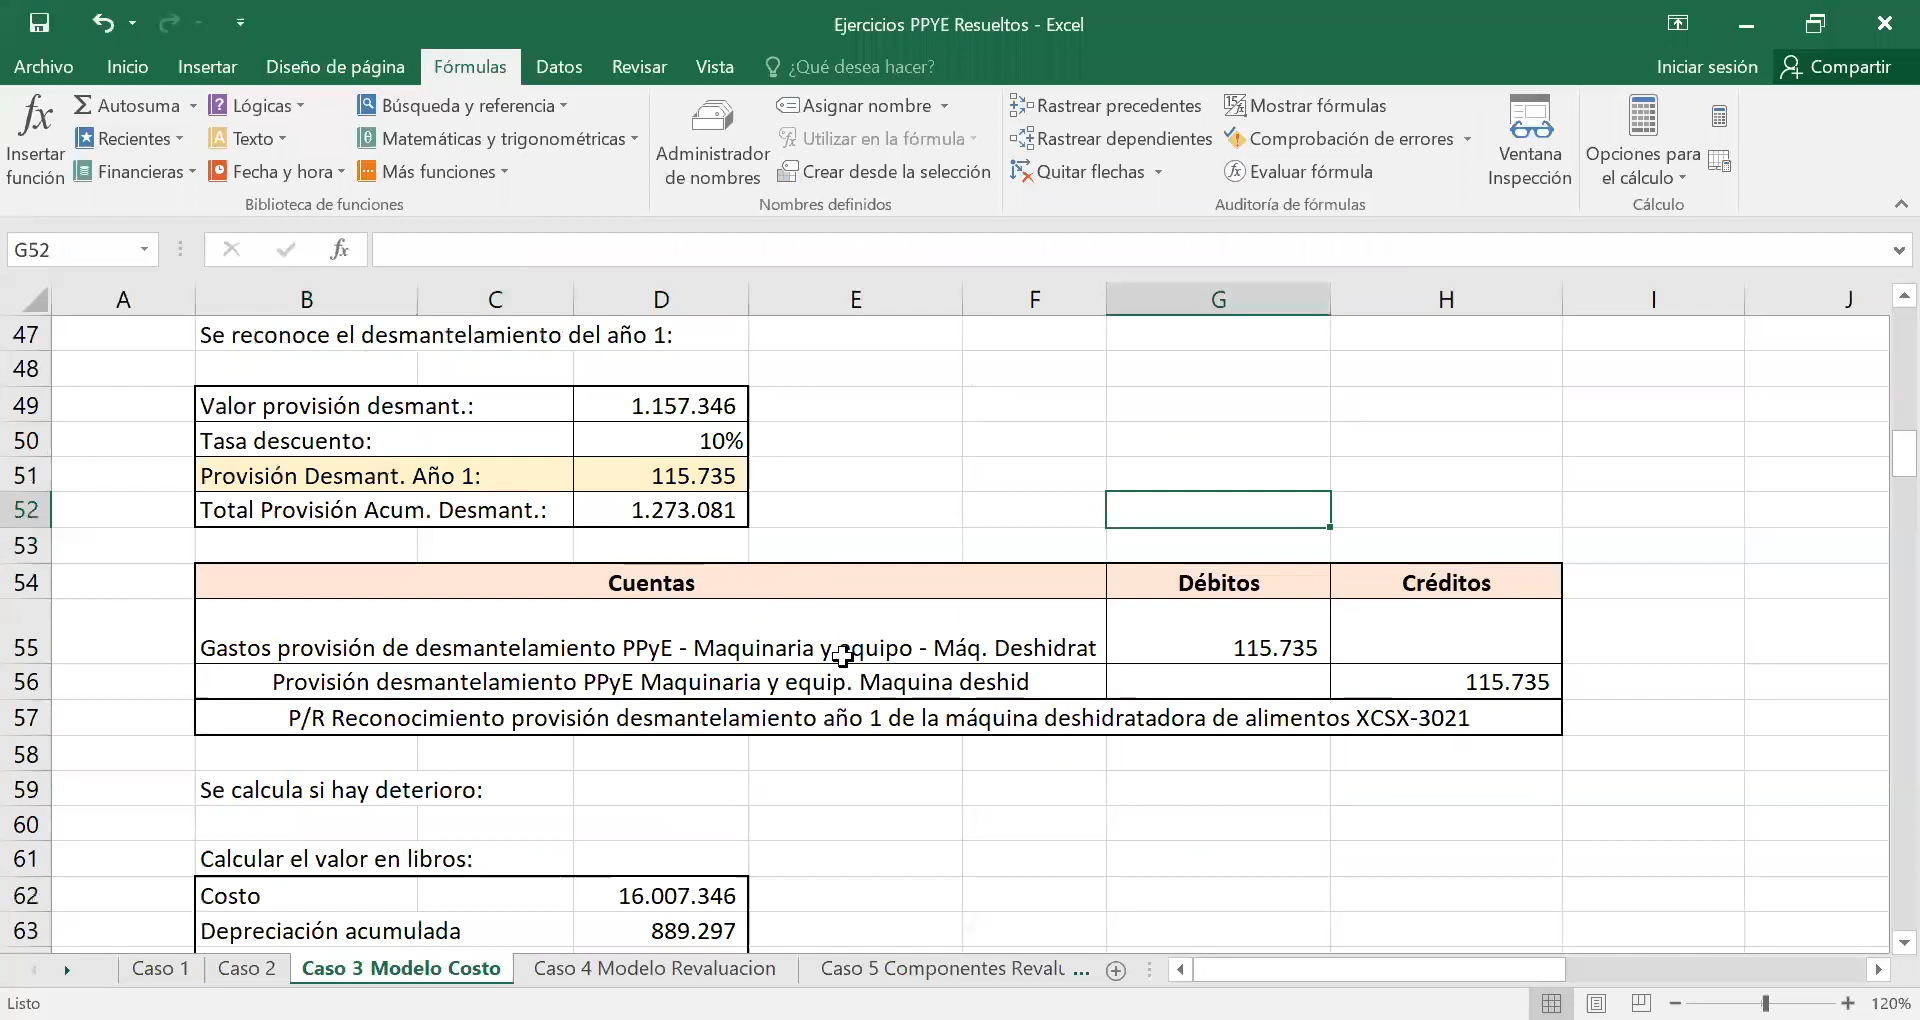 Ejercicios PPYE Resueltos - Excel
Archivo Inicio Insertar Diseño de página Fórmulas Datos Revisar Vista ¿Qué desea hacer? Iniciar sesión Compartir
Insertar función
Autosuma
Recientes
Financieras
Lógicas
Texto
Fecha y hora
Búsqueda y referencia
Matemáticas y trigonométricas
Más funciones
Biblioteca de funciones
Administrador de nombres
Asignar nombre
Utilizar en la fórmula
Crear desde la selección
Nombres definidos
Rastrear precedentes
Rastrear dependientes
Quitar flechas
Mostrar fórmulas
Comprobación de errores
Evaluar fórmula
Auditoría de fórmulas
Ventana Inspección
Opciones para el cálculo
Cálculo
G52 fx
A B C D E F G H I J
47 Se reconoce el desmantelamiento del año 1:
48
49 Valor provisión desmant.: 1.157.346
50 Tasa descuento: 10%
51 Provisión Desmant. Año 1: 115.735
52 Total Provisión Acum. Desmant.: 1.273.081
53
54 Cuentas Débitos Créditos
55 Gastos provisión de desmantelamiento PPyE - Maquinaria y equipo - Máq. Deshidrat 115.735
56 Provisión desmantelamiento PPyE Maquinaria y equip. Maquina deshid 115.735
57 P/R Reconocimiento provisión desmantelamiento año 1 de la máquina deshidratadora de alimentos XCSX-3021
58
59 Se calcula si hay deterioro:
60
61 Calcular el valor en libros:
62 Costo 16.007.346
63 Depreciación acumulada 889.297
Caso 1 Caso 2 Caso 3 Modelo Costo Caso 4 Modelo Revaluacion Caso 5 Componentes Revalu ...
Listo 120%